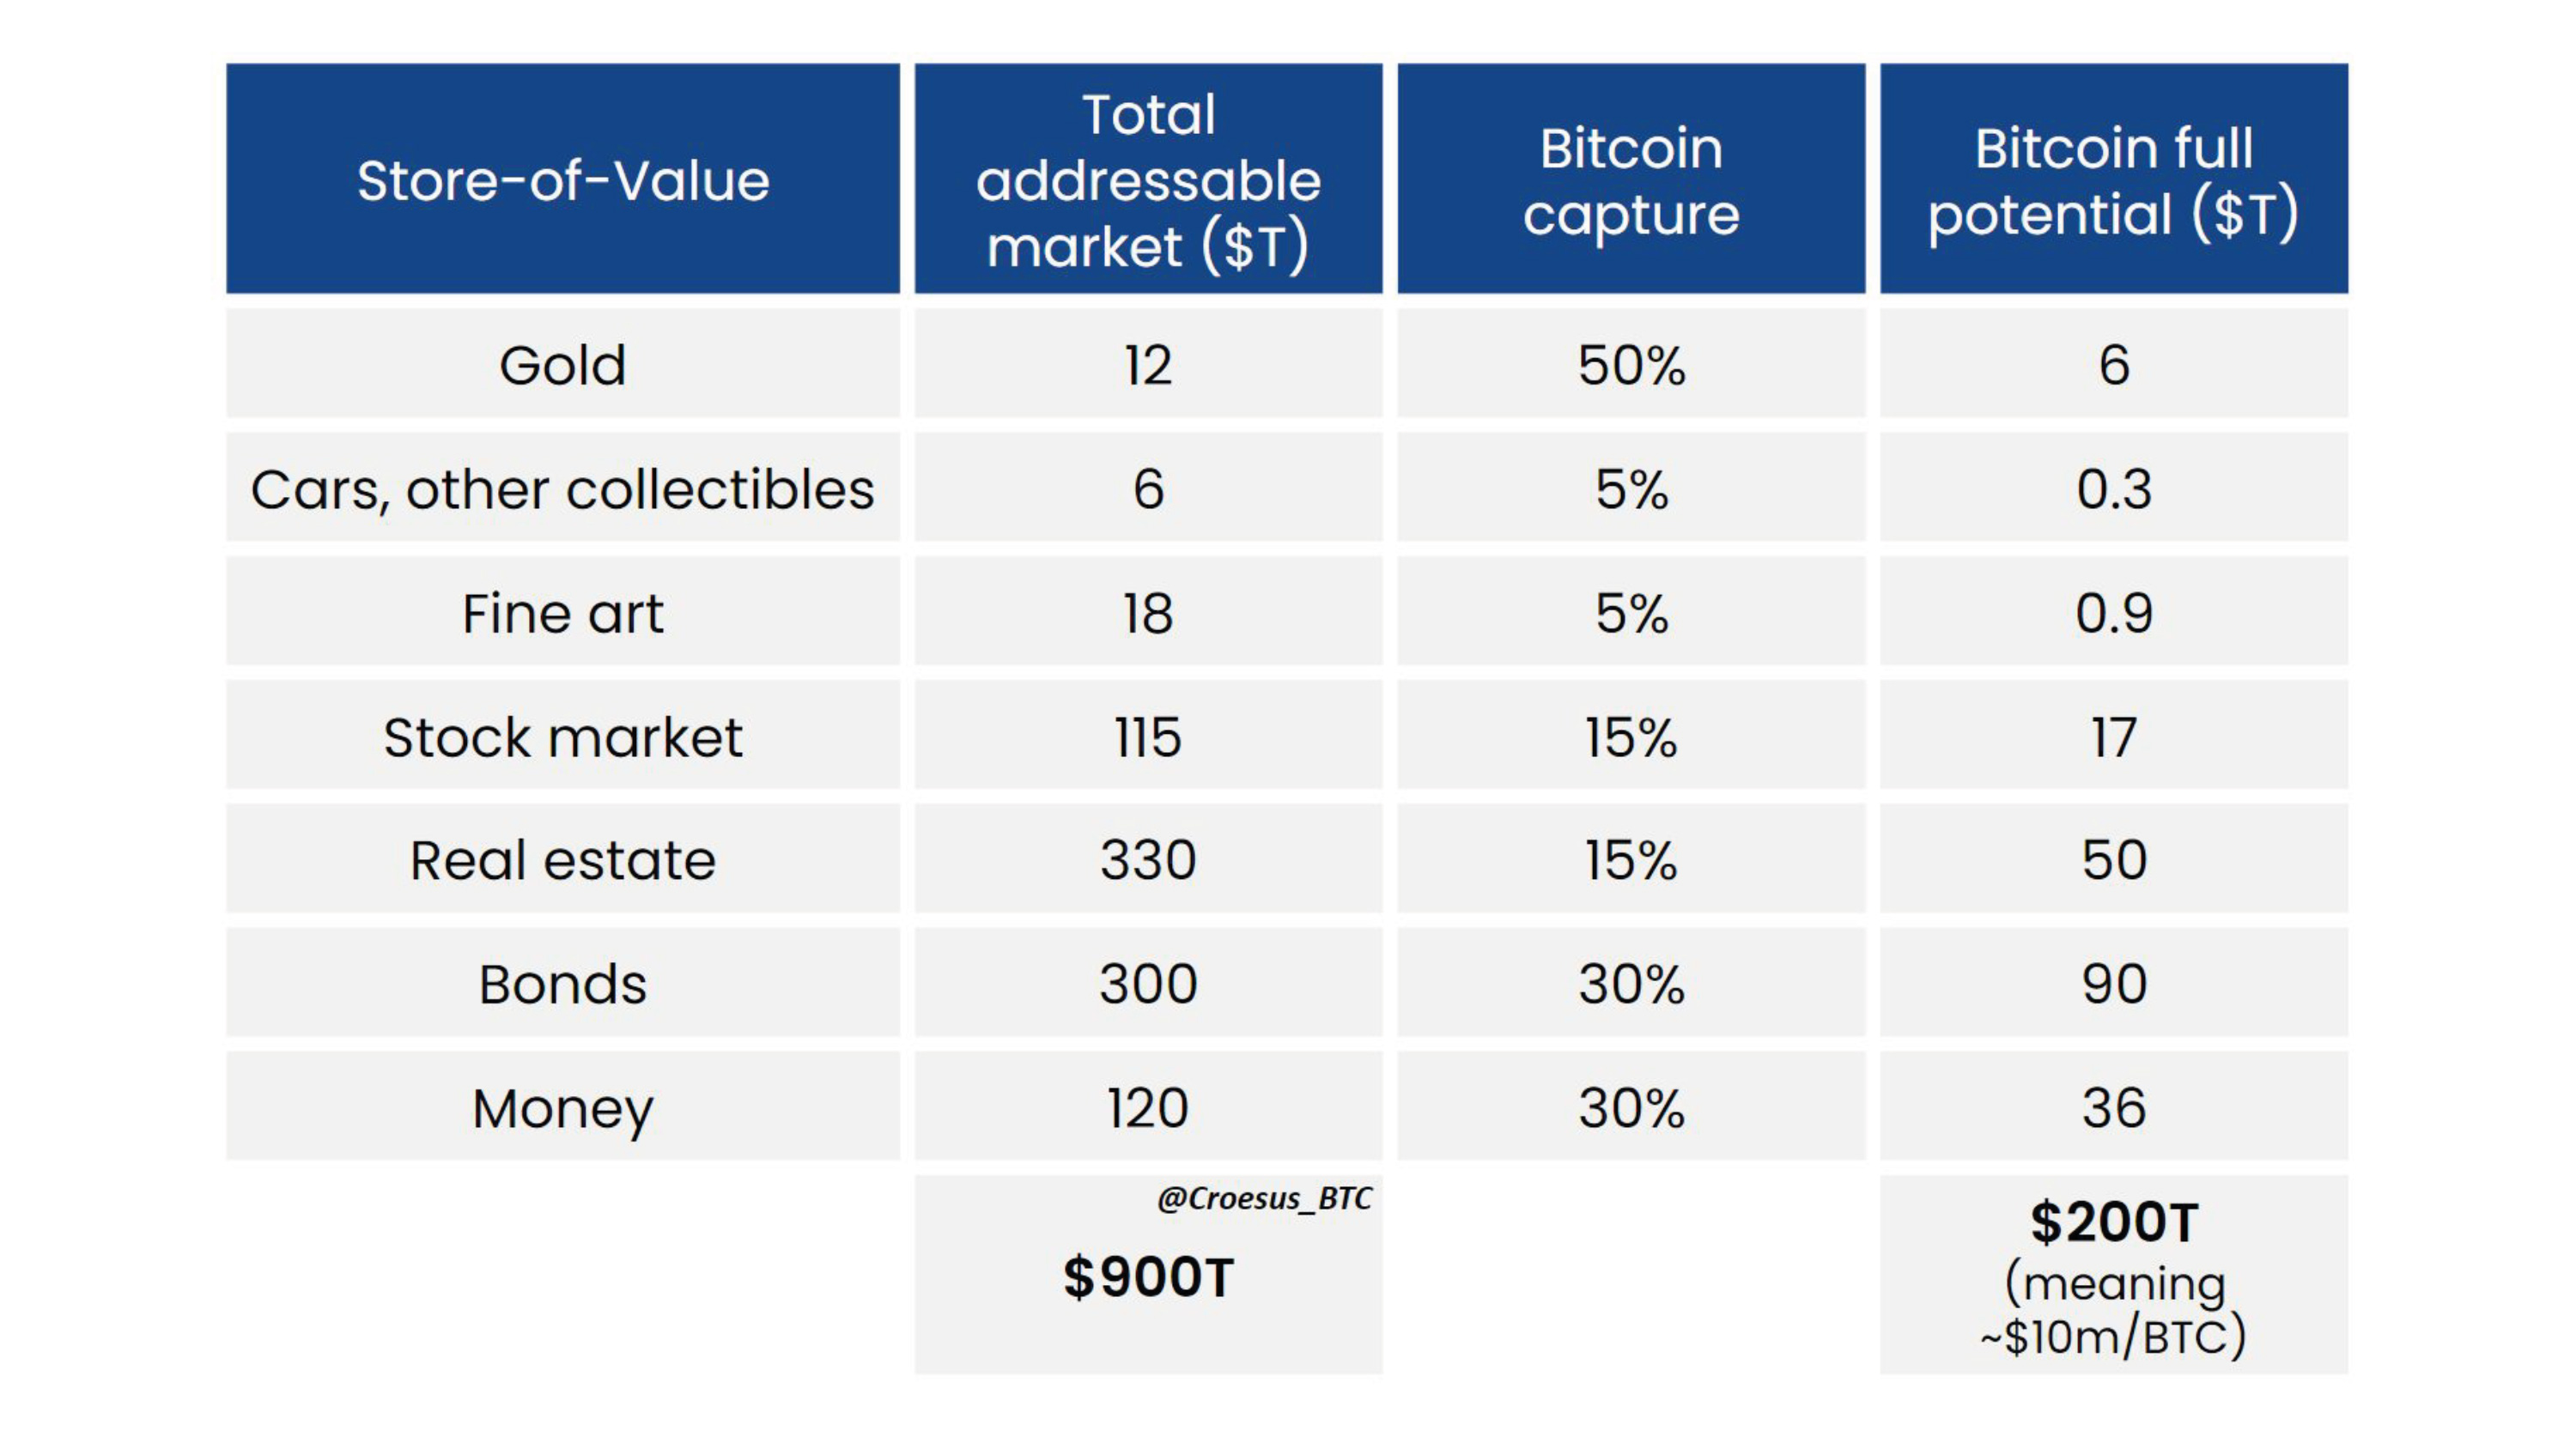 Store-of-Value
Total
addressable
market ($T)
Bitcoin
capture
Bitcoin full
potential ($T)
Gold
12
50%
6
Cars, other collectibles
6
5%
0.3
Fine art
18
5%
0.9
Stock market
115
15%
17
Real estate
330
15%
50
Bonds
300
30%
90
Money
120
30%
36
@Croesus_BTC
$900T
$200T
(meaning
~$10m/BTC)